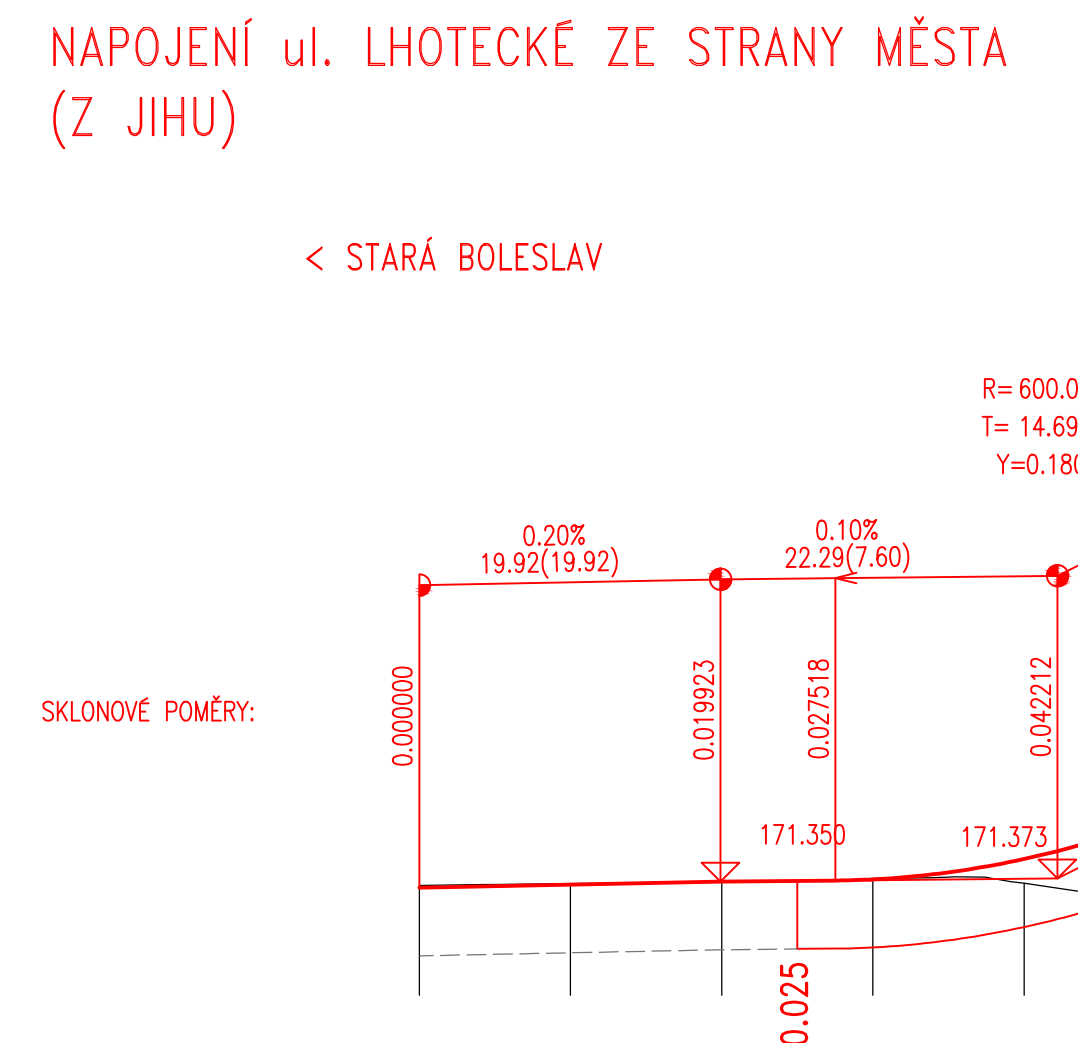 NAPOJENÍ ul. LHOTECKÉ ZE STRANY MĚSTA
(Z JIHU)
< STARÁ BOLESLAV
R= 600.0
T= 14.69
Y=0.180
0.20%
19.92(19.92)
0.10%
22.29(7.60)
SKLONOVÉ POMĚRY:
0.000000
0.019923
0.027518
0.042212
171.350
171.373
0.025